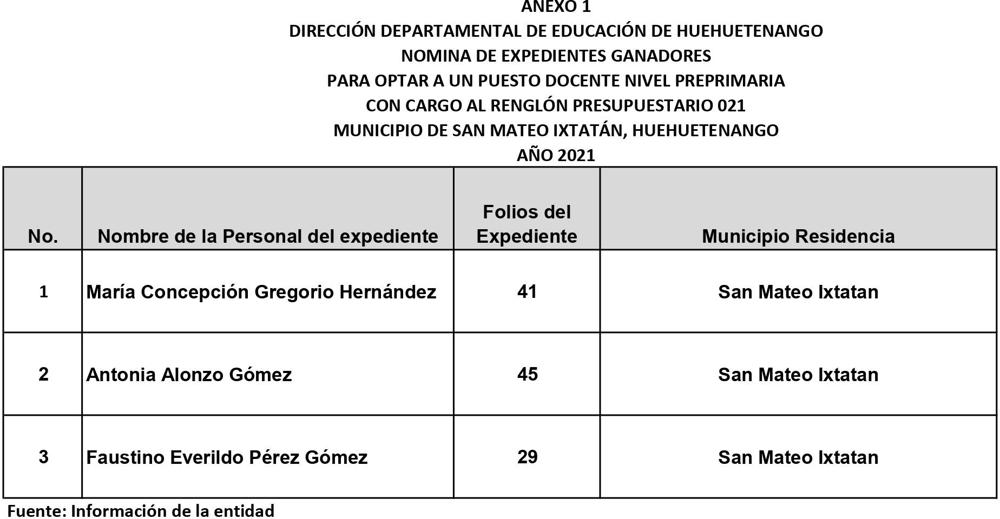 ANEXO 1
DIRECCIÓN DEPARTAMENTAL DE EDUCACIÓN DE HUEHUETENANGO
NOMINA DE EXPEDIENTES GANADORES
PARA OPTAR A UN PUESTO DOCENTE NIVEL PREPRIMARIA
CON CARGO AL RENGLÓN PRESUPUESTARIO 021
MUNICIPIO DE SAN MATEO IXTATÁN, HUEHUETENANGO
AÑO 2021
No. Nombre de la Personal del expediente Folios del Expediente Municipio Residencia
1 María Concepción Gregorio Hernández 41 San Mateo Ixtatan
2 Antonia Alonzo Gómez 45 San Mateo Ixtatan
3 Faustino Everildo Pérez Gómez 29 San Mateo Ixtatan
Fuente: Información de la entidad